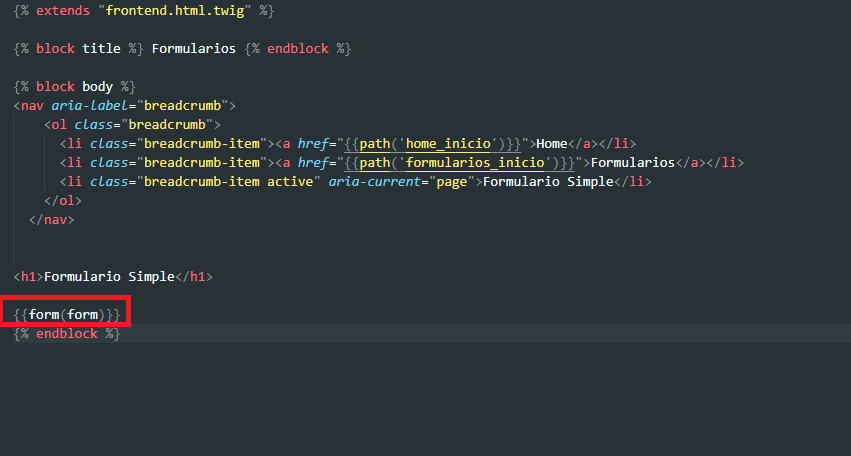 {% extends "frontend.html.twig" %}
{% block title %} Formularios {% endblock %}
{% block body %}
<nav aria-label="breadcrumb">
<ol class="breadcrumb">
<li class="breadcrumb-item"><a href="{{path('home_inicio')}}">Home</a></li>
<li class="breadcrumb-item"><a href="{{path('formularios_inicio')}}">Formularios</a></li>
<li class="breadcrumb-item active" aria-current="page">Formulario Simple</li>
</ol>
</nav>
<h1>Formulario Simple</h1>
{{form(form)}}
{% endblock %}